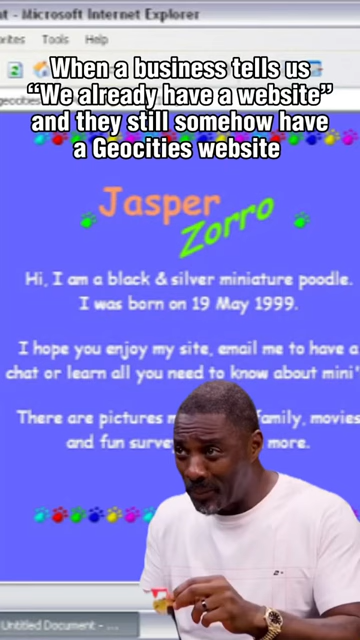 nt - Microsoft Internet Explorer
orites Tools Help
When a business tells us
“We already have a website”
and they still somehow have
a Geocities website
geocities
Jasper
Zorro
Hi, I am a black & silver miniature poodle.
I was born on 19 May 1999.
I hope you enjoy my site, email me to have a
chat or learn all you need to know about mini'
There are pictures family, movies
and fun surve more.
Untitled Document - ...